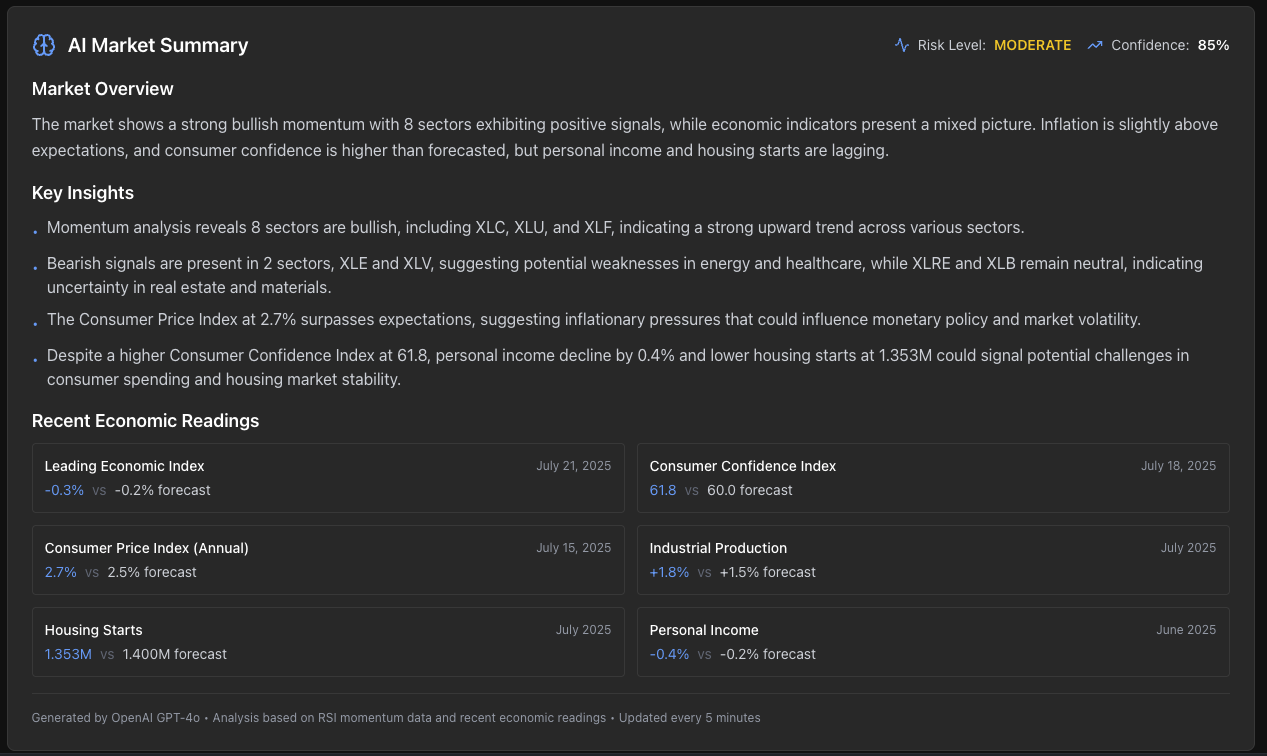 AI Market Summary
Risk Level: MODERATE
Confidence: 85%
Market Overview
The market shows a strong bullish momentum with 8 sectors exhibiting positive signals, while economic indicators present a mixed picture. Inflation is slightly above
expectations, and consumer confidence is higher than forecasted, but personal income and housing starts are lagging.
Key Insights
• Momentum analysis reveals 8 sectors are bullish, including XLC, XLU, and XLF, indicating a strong upward trend across various sectors.
• Bearish signals are present in 2 sectors, XLE and XLV, suggesting potential weaknesses in energy and healthcare, while XLRE and XLB remain neutral, indicating
uncertainty in real estate and materials.
• The Consumer Price Index at 2.7% surpasses expectations, suggesting inflationary pressures that could influence monetary policy and market volatility.
• Despite a higher Consumer Confidence Index at 61.8, personal income decline by 0.4% and lower housing starts at 1.353M could signal potential challenges in
consumer spending and housing market stability.
Recent Economic Readings
Leading Economic Index
July 21, 2025
-0.3% vs -0.2% forecast
Consumer Confidence Index
July 18, 2025
61.8 vs 60.0 forecast
Consumer Price Index (Annual)
July 15, 2025
2.7% vs 2.5% forecast
Industrial Production
July 2025
+1.8% vs +1.5% forecast
Housing Starts
July 2025
1.353M vs 1.400M forecast
Personal Income
June 2025
-0.4% vs -0.2% forecast
Generated by OpenAI GPT-4o • Analysis based on RSI momentum data and recent economic readings • Updated every 5 minutes